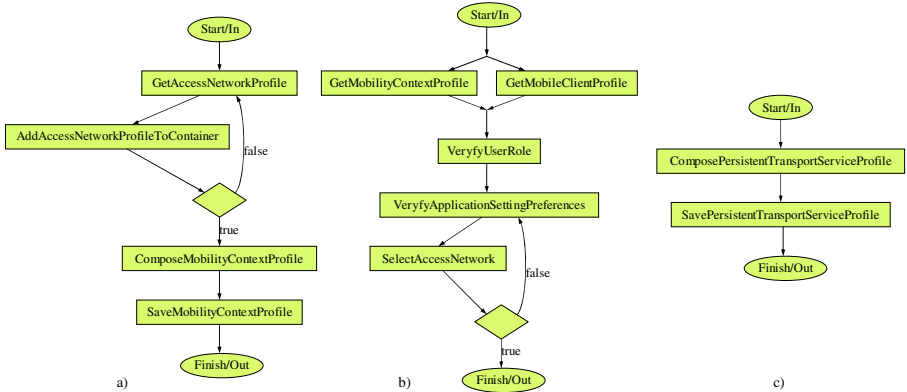 Start/In
GetAccessNetworkProfile
AddAccessNetworkProfileToContainer
false
true
ComposeMobilityContextProfile
SaveMobilityContextProfile
Finish/Out
a)
Start/In
GetMobilityContextProfile
GetMobileClientProfile
VeryfyUserRole
VeryfyApplicationSettingPreferences
SelectAccessNetwork
false
true
Finish/Out
b)
Start/In
ComposePersistentTransportServiceProfile
SavePersistentTransportServiceProfile
Finish/Out
c)